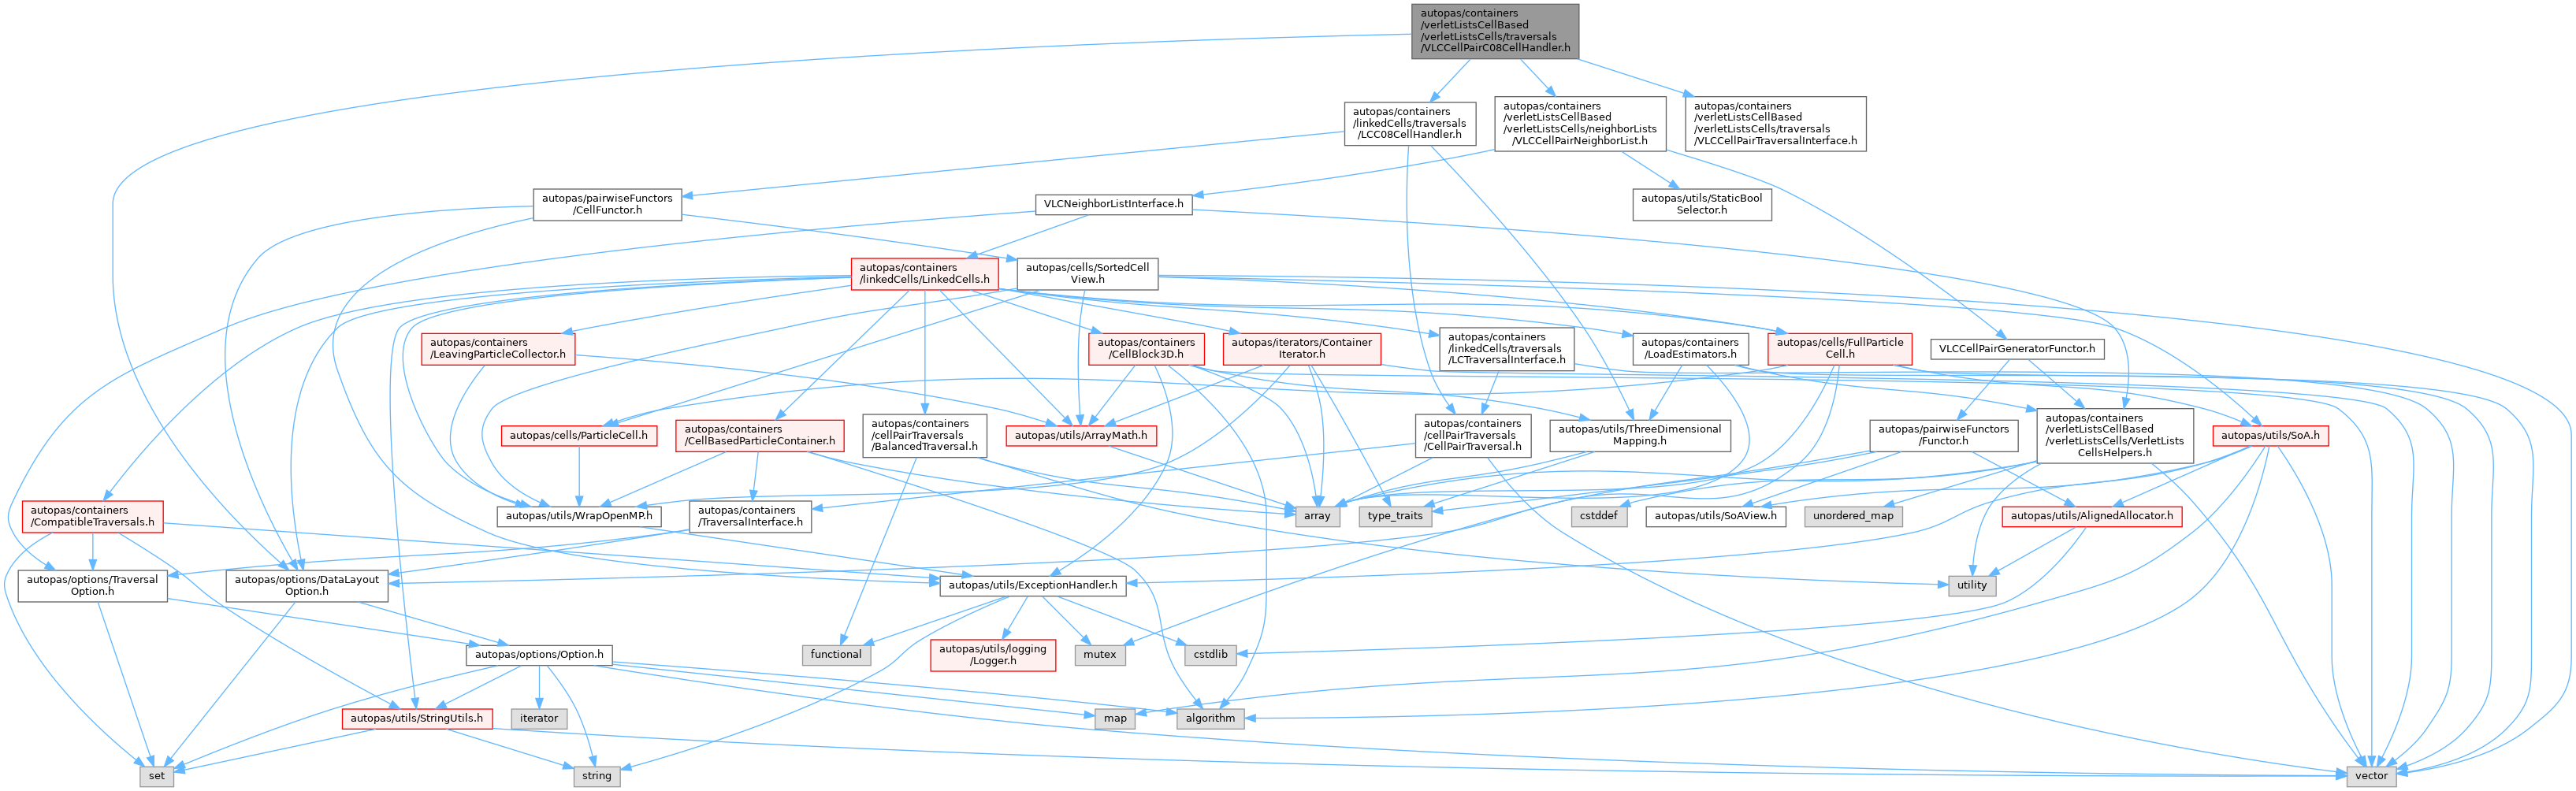 autopas/containers
/verletListsCellBased
/verletListsCells/traversals
/VLCCellPairC08CellHandler.h
autopas/containers
/linkedCells/traversals
/LCC08CellHandler.h
autopas/containers
/verletListsCellBased
/verletListsCells/neighborLists
/VLCCellPairNeighborList.h
autopas/containers
/verletListsCellBased
/verletListsCells/traversals
/VLCCellPairTraversalInterface.h
autopas/pairwiseFunctors
/CellFunctor.h
VLCNeighborListInterface.h
autopas/utils/StaticBool
Selector.h
autopas/containers
/linkedCells/LinkedCells.h
autopas/cells/SortedCell
View.h
autopas/containers
/LeavingParticleCollector.h
autopas/containers
/CellBlock3D.h
autopas/iterators/Container
Iterator.h
autopas/containers
/linkedCells/traversals
/LCTraversalInterface.h
autopas/containers
/LoadEstimators.h
autopas/cells/FullParticle
Cell.h
VLCCellPairGeneratorFunctor.h
autopas/cells/ParticleCell.h
autopas/containers
/CellBasedParticleContainer.h
autopas/containers
/cellPairTraversals
/BalancedTraversal.h
autopas/utils/ArrayMath.h
autopas/containers
/cellPairTraversals
/CellPairTraversal.h
autopas/utils/ThreeDimensional
Mapping.h
autopas/pairwiseFunctors
/Functor.h
autopas/containers
/verletListsCellBased
/verletListsCells/VerletLists
CellsHelpers.h
autopas/utils/SoA.h
autopas/containers
/CompatibleTraversals.h
autopas/utils/WrapOpenMP.h
autopas/containers
/TraversalInterface.h
array
type_traits
cstddef
autopas/utils/SoAView.h
unordered_map
autopas/utils/AlignedAllocator.h
autopas/options/Traversal
Option.h
autopas/options/DataLayout
Option.h
autopas/utils/ExceptionHandler.h
utility
autopas/options/Option.h
functional
autopas/utils/logging
/Logger.h
mutex
cstdlib
autopas/utils/StringUtils.h
iterator
map
algorithm
set
string
vector